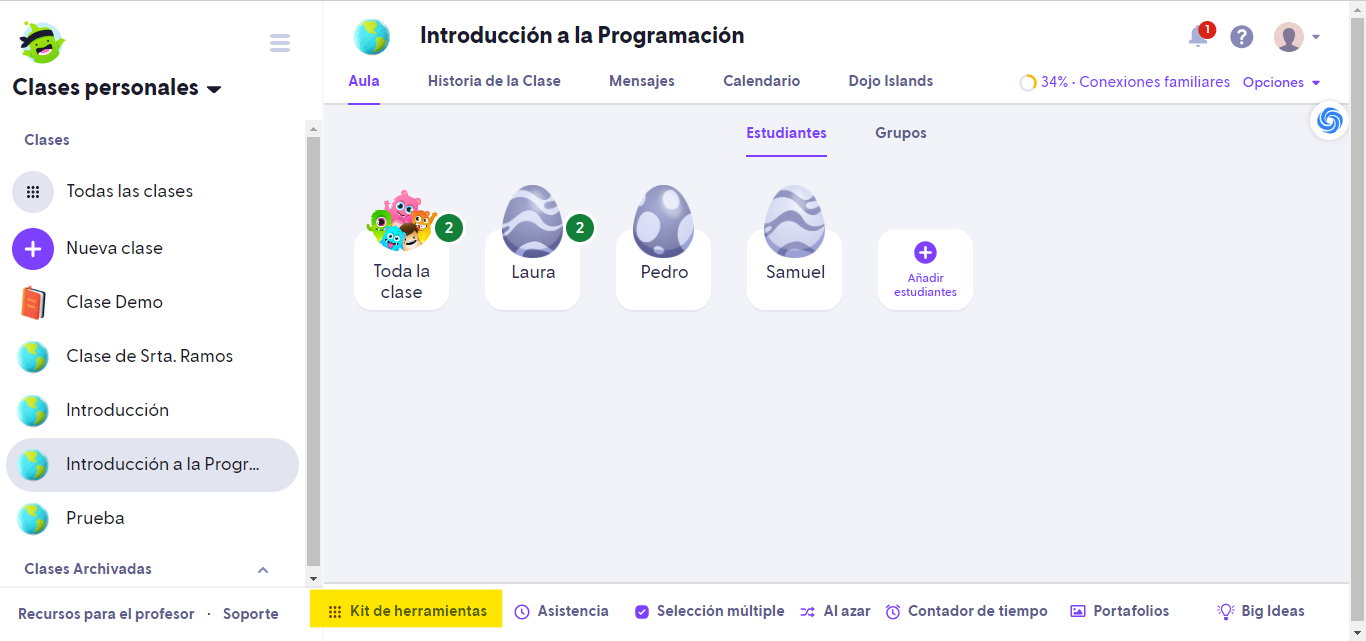 Clases personales
Clases
Todas las clases
Nueva clase
Clase Demo
Clase de Srta. Ramos
Introducción
Introducción a la Progr...
Prueba
Clases Archivadas
Recursos para el profesor · Soporte
Introducción a la Programación
1
Aula Historia de la Clase Mensajes Calendario Dojo Islands
34% · Conexiones familiares Opciones
Estudiantes Grupos
2
Toda la
clase
2
Laura
Pedro
Samuel
Añadir
estudiantes
Kit de herramientas Asistencia Selección múltiple Al azar Contador de tiempo Portafolios Big Ideas